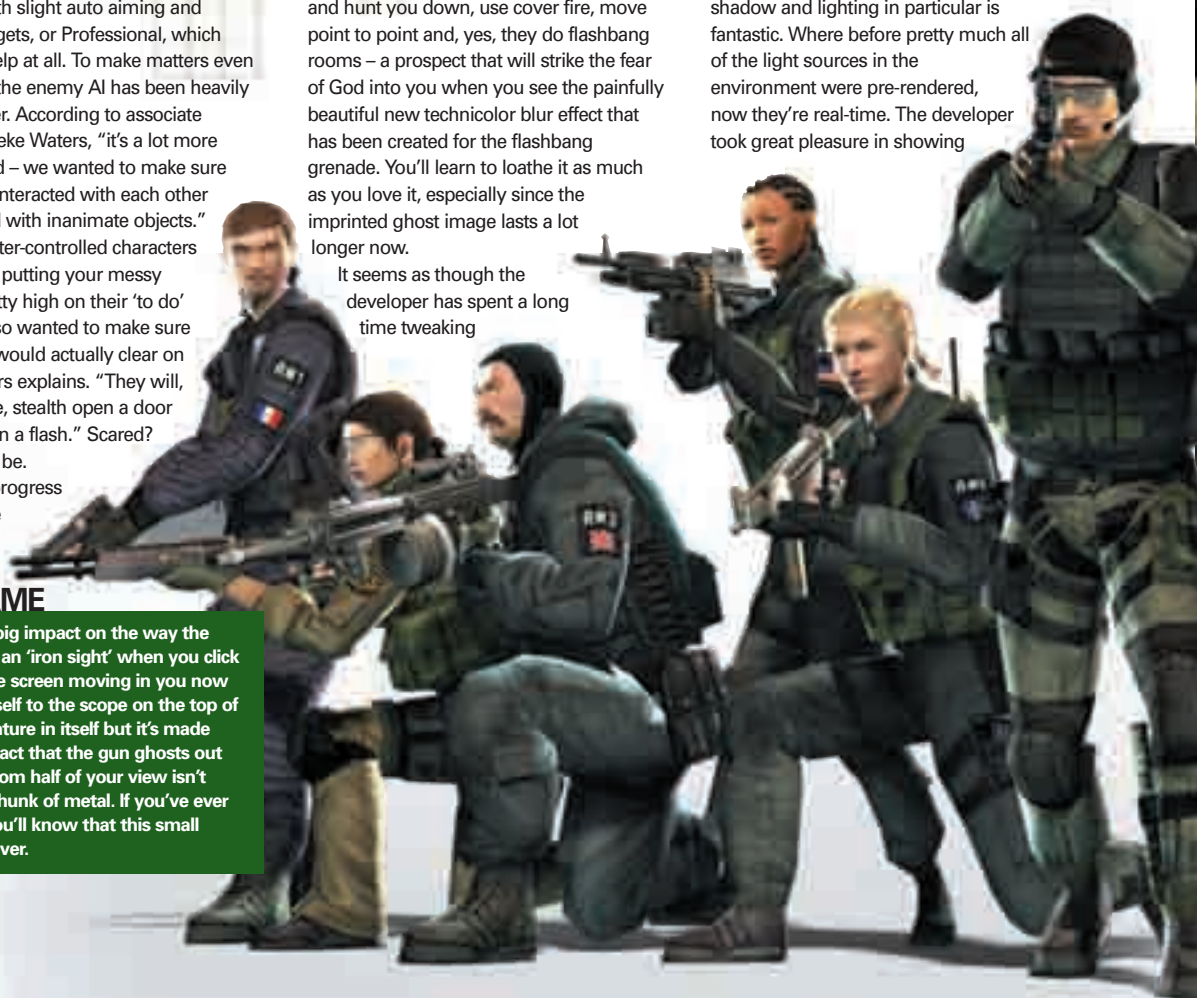 th slight auto aiming and
gets, or Professional, which
elp at all. To make matters even
the enemy AI has been heavily
er. According to associate
eke Waters, “it’s a lot more
d – we wanted to make sure
interacted with each other
d with inanimate objects.”
ter-controlled characters
putting your messy
tty high on their ‘to do’
so wanted to make sure
would actually clear on
rs explains. “They will,
e, stealth open a door
n a flash.” Scared?
be.
rogress
AME
big impact on the way the
an ‘iron sight’ when you click
e screen moving in you now
self to the scope on the top of
ature in itself but it’s made
act that the gun ghosts out
om half of your view isn’t
hunk of metal. If you’ve ever
ou’ll know that this small
ver.
and hunt you down, use cover fire, move
point to point and, yes, they do flashbang
rooms – a prospect that will strike the fear
of God into you when you see the painfully
beautiful new technicolor blur effect that
has been created for the flashbang
grenade. You’ll learn to loathe it as much
as you love it, especially since the
imprinted ghost image lasts a lot
longer now.
It seems as though the
developer has spent a long
time tweaking
shadow and lighting in particular is
fantastic. Where before pretty much all
of the light sources in the
environment were pre-rendered,
now they’re real-time. The developer
took great pleasure in showing